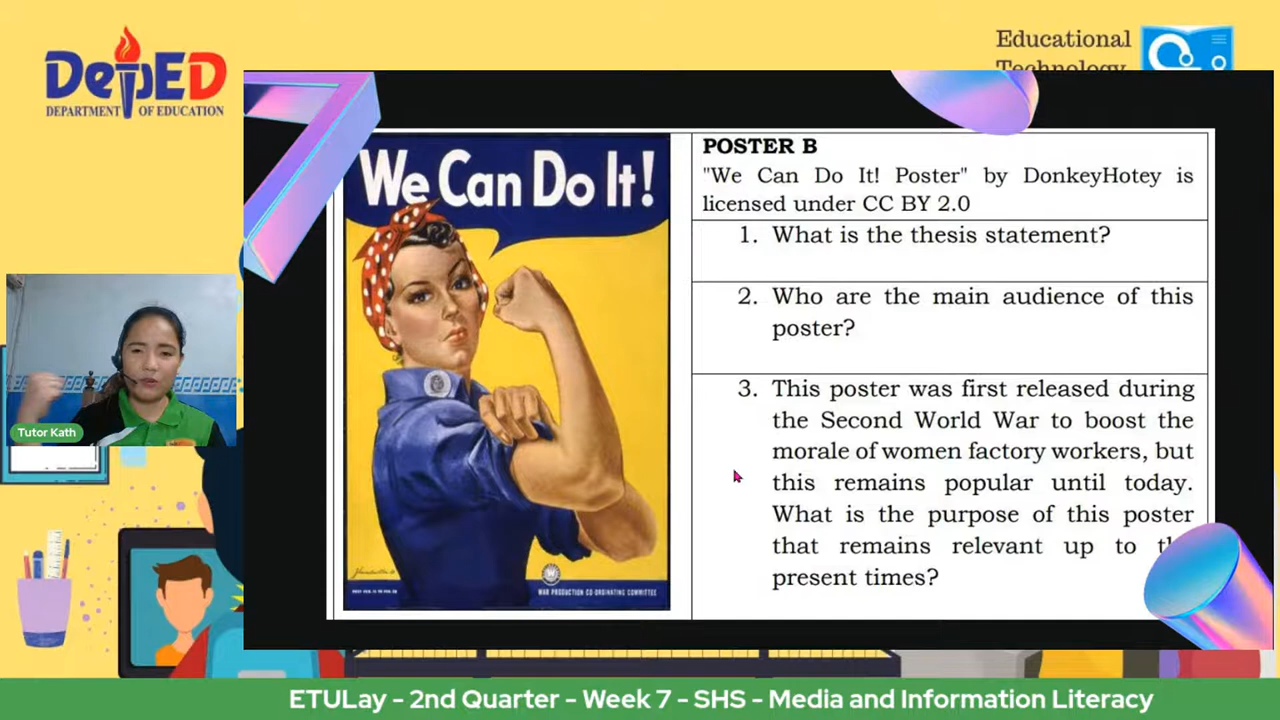 DepED
DEPARTMENT OF EDUCATION
Educational
Technology
We Can Do It!
WAR PRODUCTION CO-ORDINATING COMMITTEE
POSTER B
"We Can Do It! Poster" by DonkeyHotey is
licensed under CC BY 2.0
1. What is the thesis statement?
2. Who are the main audience of this
poster?
3. This poster was first released during
the Second World War to boost the
morale of women factory workers, but
this remains popular until today.
What is the purpose of this poster
that remains relevant up to
present times?
Tutor Kath
ETULay - 2nd Quarter - Week 7 - SHS - Media and Information Literacy